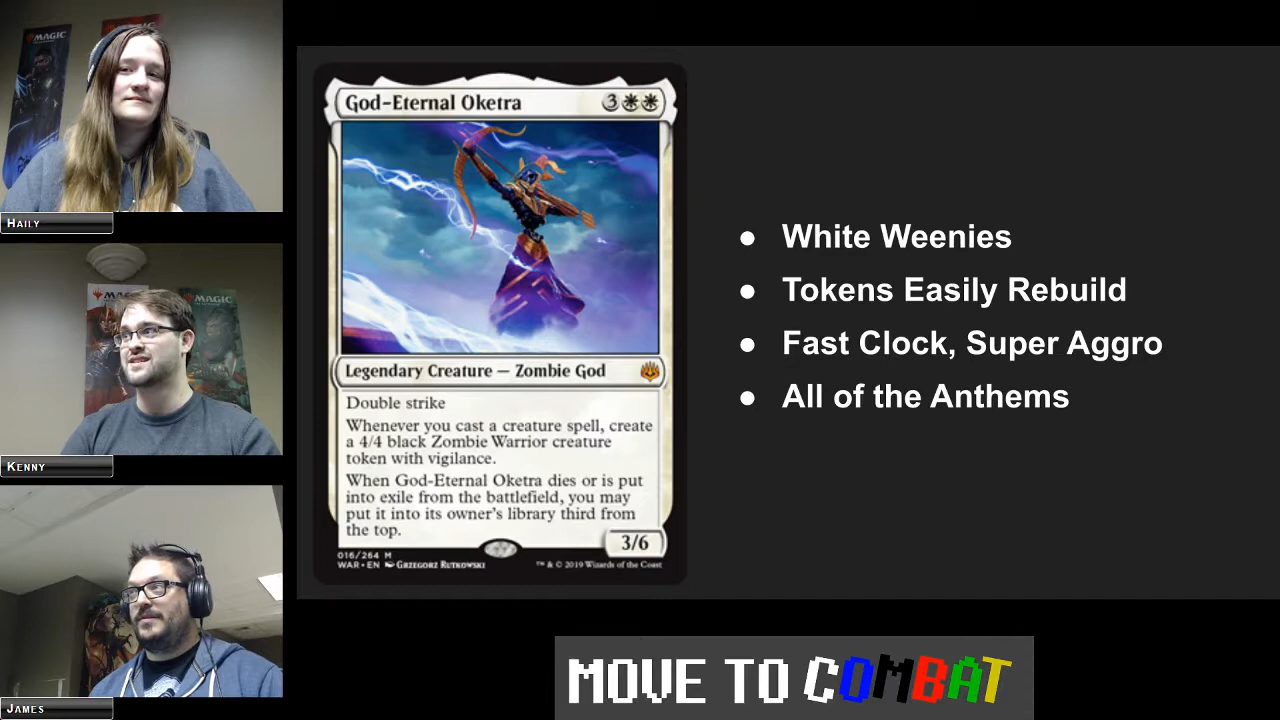 MAGIC
HAILY
MAGIC
MAGIC
KENNY
JAMES
God-Eternal Oketra 3
Legendary Creature — Zombie God
Double strike
Whenever you cast a creature spell, create
a 4/4 black Zombie Warrior creature
token with vigilance.
When God-Eternal Oketra dies or is put
into exile from the battlefield, you may
put it into its owner's library third from
the top.
3/6
016/264 M
WAR • EN GRZEGORZ RUTKOWSKI
™ & © 2019 Wizards of the Coast
● White Weenies
● Tokens Easily Rebuild
● Fast Clock, Super Aggro
● All of the Anthems
MOVE TO COMBAT